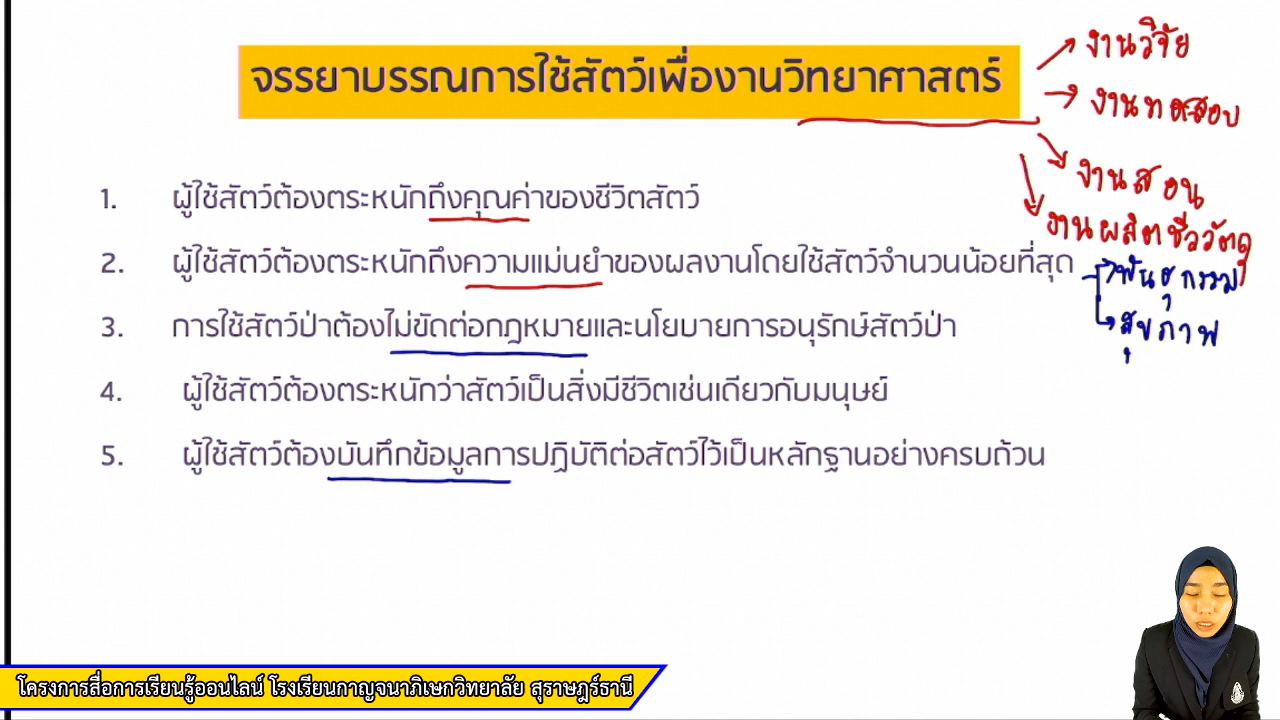 จรรยาบรรณการใช้สัตว์เพื่องานวิทยาศาสตร์
งานวิจัย
งานทดสอบ
งานสอน
งานผลิตชีววัตถุ
พันธุกรรม
สุขภาพ
1. ผู้ใช้สัตว์ต้องตระหนักถึงคุณค่าของชีวิตสัตว์
2. ผู้ใช้สัตว์ต้องตระหนักถึงความแม่นยำของผลงานโดยใช้สัตว์จำนวนน้อยที่สุด
3. การใช้สัตว์ป่าต้องไม่ขัดต่อกฎหมายและนโยบายการอนุรักษ์สัตว์ป่า
4. ผู้ใช้สัตว์ต้องตระหนักว่าสัตว์เป็นสิ่งมีชีวิตเช่นเดียวกับมนุษย์
5. ผู้ใช้สัตว์ต้องบันทึกข้อมูลการปฏิบัติต่อสัตว์ไว้เป็นหลักฐานอย่างครบถ้วน
โครงการสื่อการเรียนรู้ออนไลน์ โรงเรียนกาญจนาภิเษกวิทยาลัย สุราษฎร์ธานี